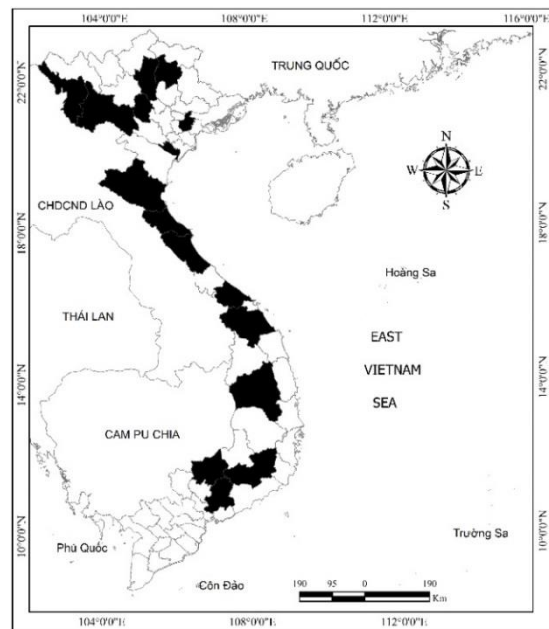 104°0'0"E 108°0'0"E 112°0'0"E 116°0'0"E
22°0'0"N
22°0'0"N
TRUNG QUỐC
N
W E
S
CHDCND LÀO
18°0'0"N
18°0'0"N
Hoàng Sa
THÁI LAN
EAST
VIETNAM
SEA
14°0'0"N
14°0'0"N
CAM PU CHIA
10°0'0"N
10°0'0"N
Phú Quốc
Trường Sa
Côn Đảo
190 95 0 190
Km
104°0'0"E 108°0'0"E 112°0'0"E